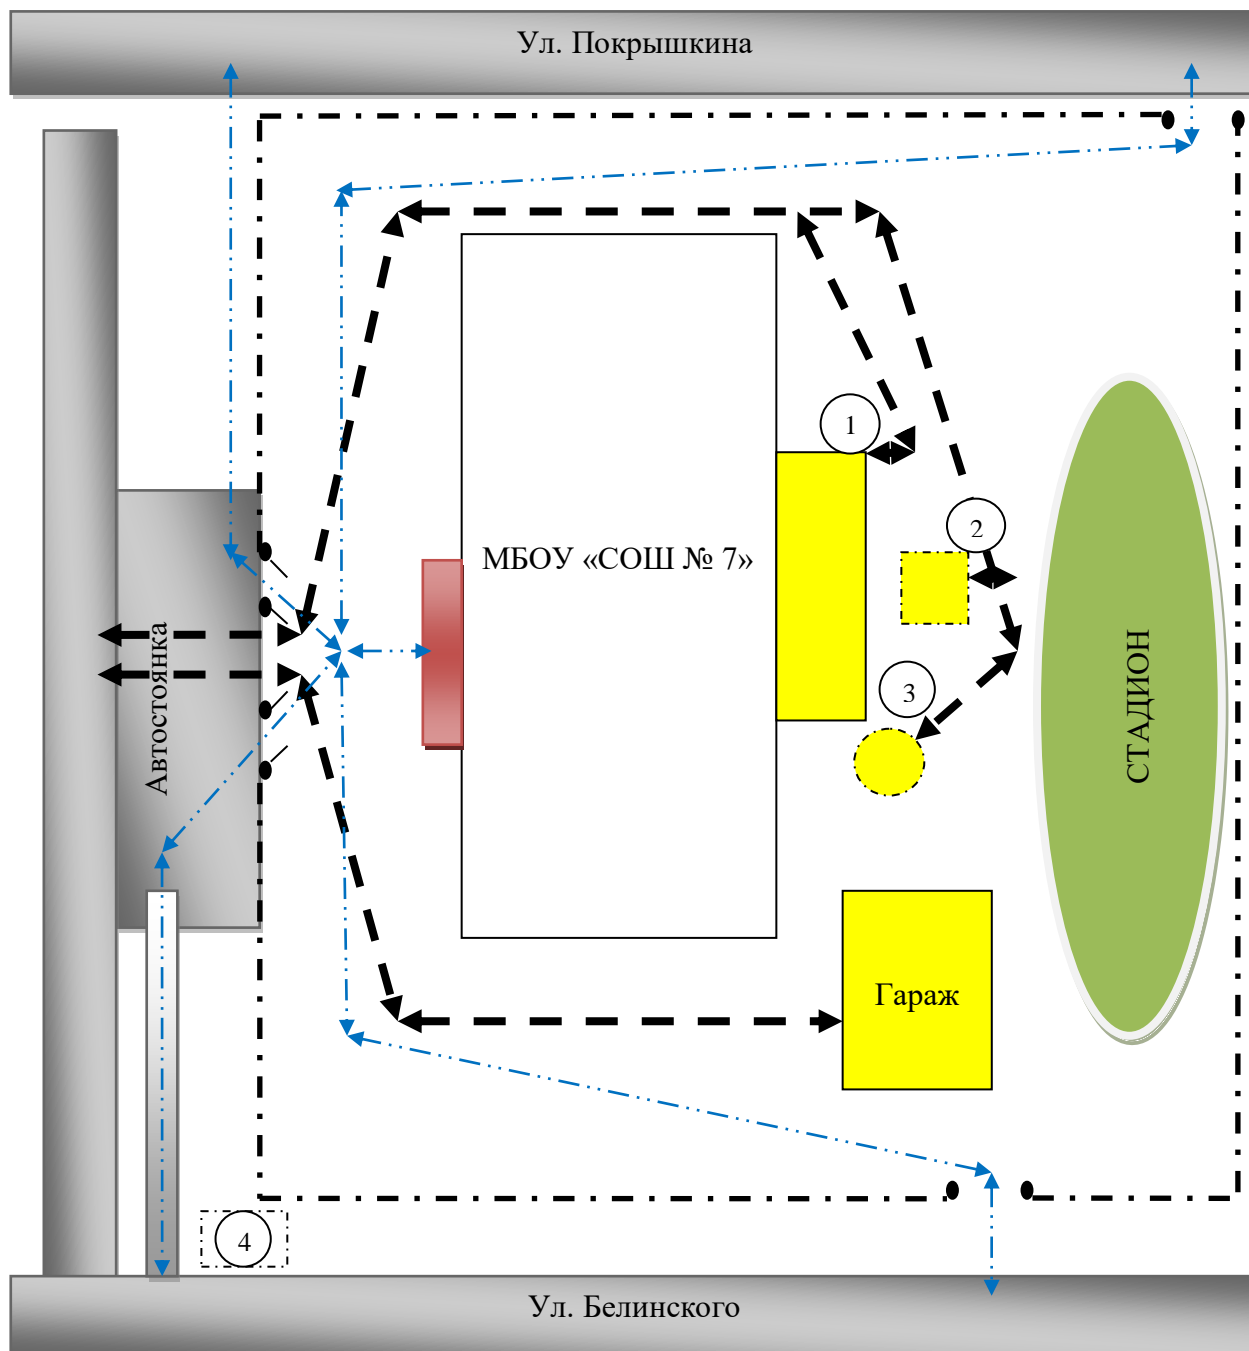 Ул. Покрышкина
1
2
МБОУ «СОШ № 7»
3
Автостоянка
СТАДИОН
Гараж
4
Ул. Белинского